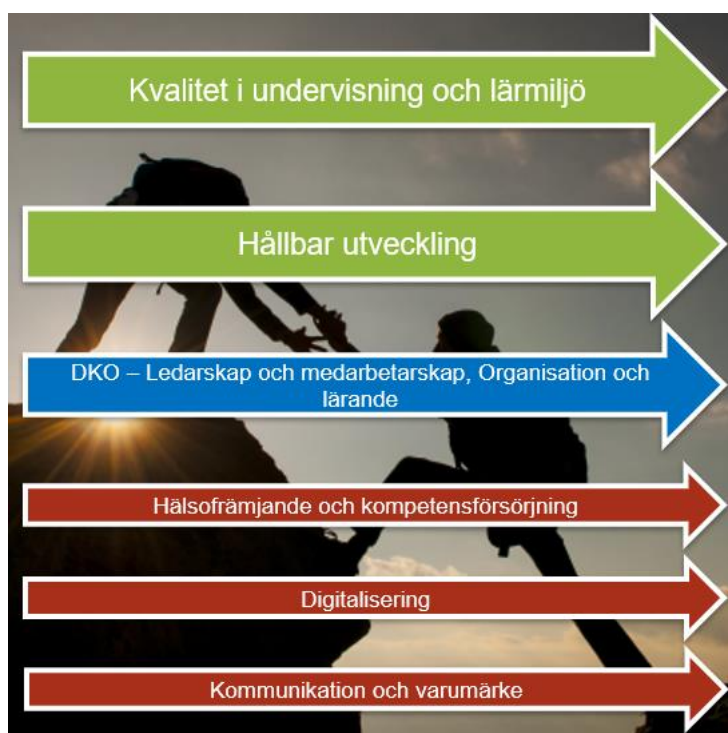 Kvalitet i undervisning och lärmiljö
Hållbar utveckling
DKO – Ledarskap och medarbetarskap, Organisation och
lärande
Hälsofrämjande och kompetensförsörjning
Digitalisering
Kommunikation och varumärke